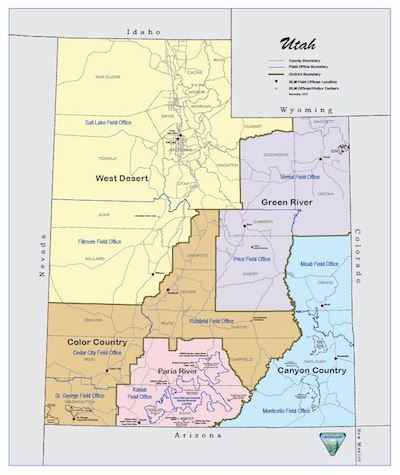 Idaho
Utah
County Boundary
Field Office Boundary
District Boundary
BLM Field Offices Location
BLM Offices/Visitor Centers
Wyoming
BOX ELDER
CACHE
RICH
WEBER
MORGAN
DAVIS
Salt Lake Field Office
SUMMIT
DAGGETT
TOOELE
DUCHESNE
Vernal Field Office
WASATCH
UINTAH
West Desert
UTAH
Green River
JUAB
CARBON
Nevada
Colorado
Fillmore Field Office
SANPETE
Price Field Office
Moab Field Office
MILLARD
EMERY
GRAND
SEVIER
BEAVER
PIUTE
Richfield Field Office
WAYNE
Color Country
Cedar City Field Office
IRON
GARFIELD
SAN JUAN
Paria River
Canyon Country
St. George Field Office
WASHINGTON
Kanab
Field Office
KANE
Monticello Field Office
Arizona
New Mexico